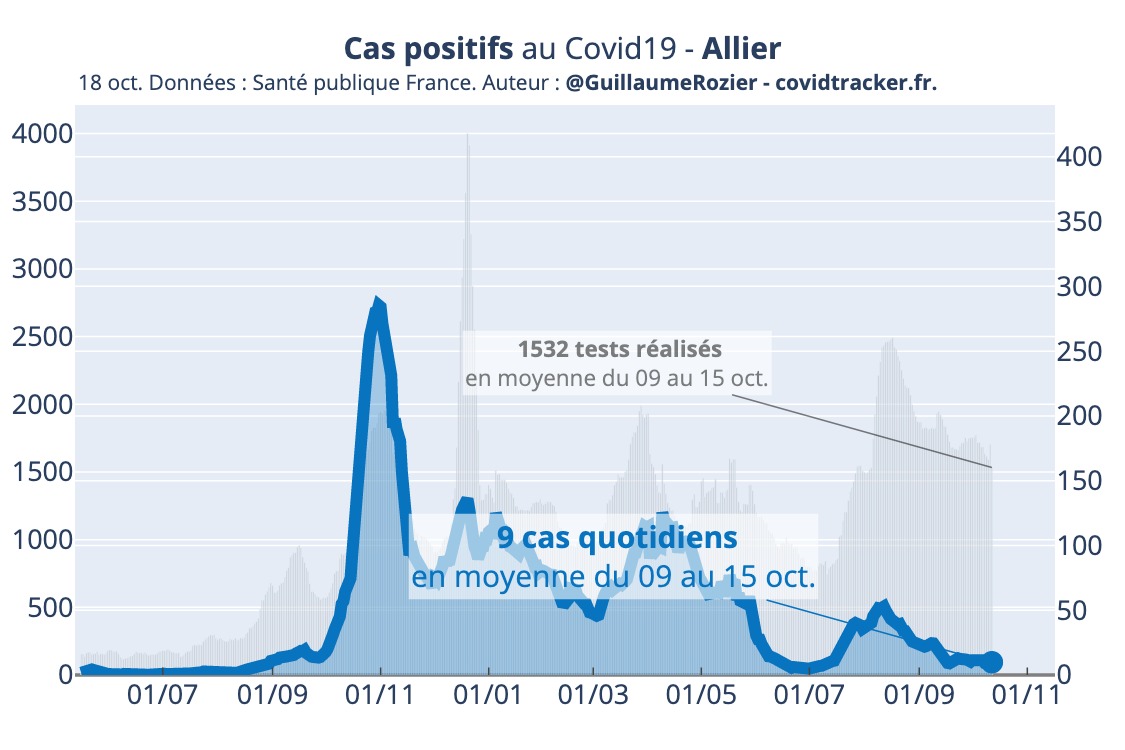 Cas positifs au Covid19 - Allier
18 oct. Données : Santé publique France. Auteur : @GuillaumeRozier - covidtracker.fr.
4000
3500
3000
2500
2000
1500
1000
500
0
400
350
300
250
200
150
100
50
0
1532 tests réalisés
en moyenne du 09 au 15 oct.
9 cas quotidiens
en moyenne du 09 au 15 oct.
01/07 01/09 01/11 01/01 01/03 01/05 01/07 01/09 01/11